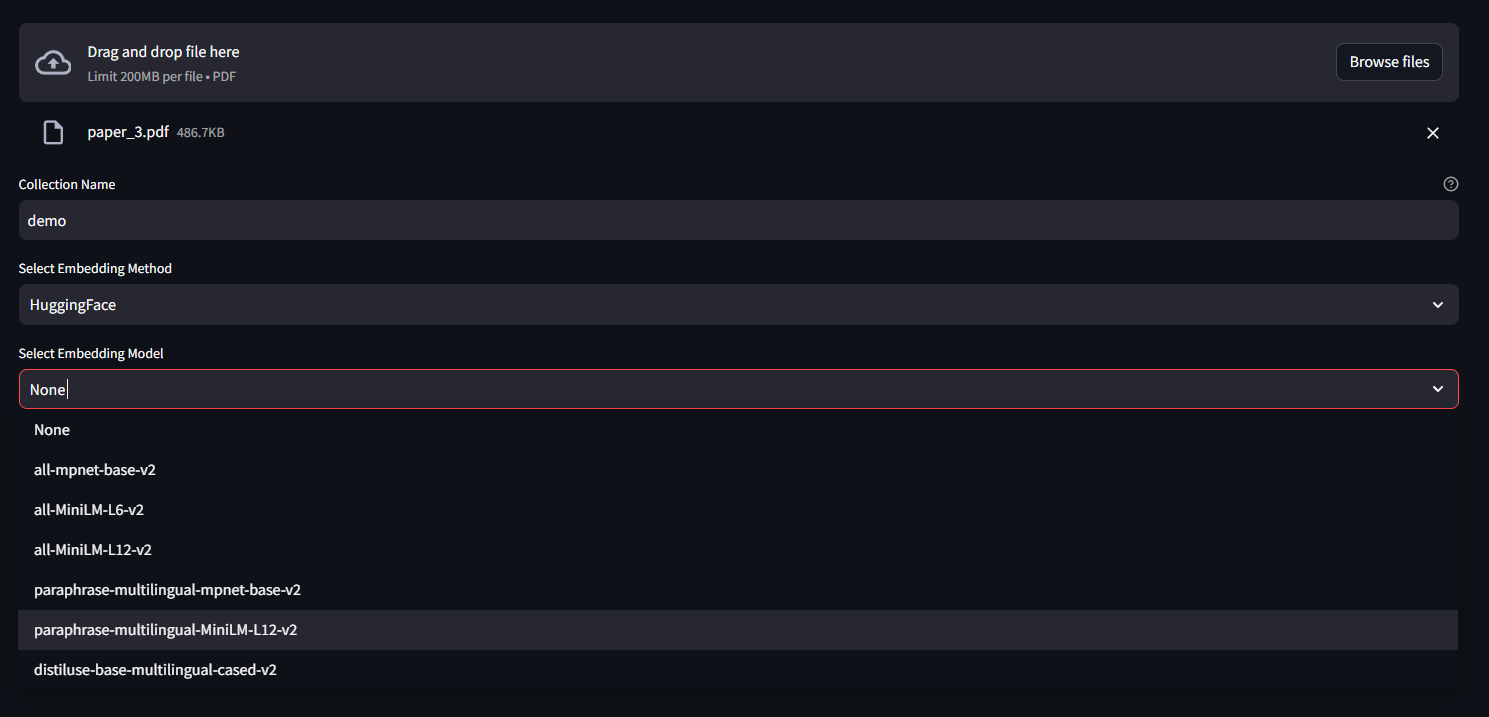 Drag and drop file here
Limit 200MB per file • PDF
Browse files
paper_3.pdf 486.7KB
Collection Name
demo
Select Embedding Method
HuggingFace
Select Embedding Model
None
None
all-mpnet-base-v2
all-MiniLM-L6-v2
all-MiniLM-L12-v2
paraphrase-multilingual-mpnet-base-v2
paraphrase-multilingual-MiniLM-L12-v2
distiluse-base-multilingual-cased-v2